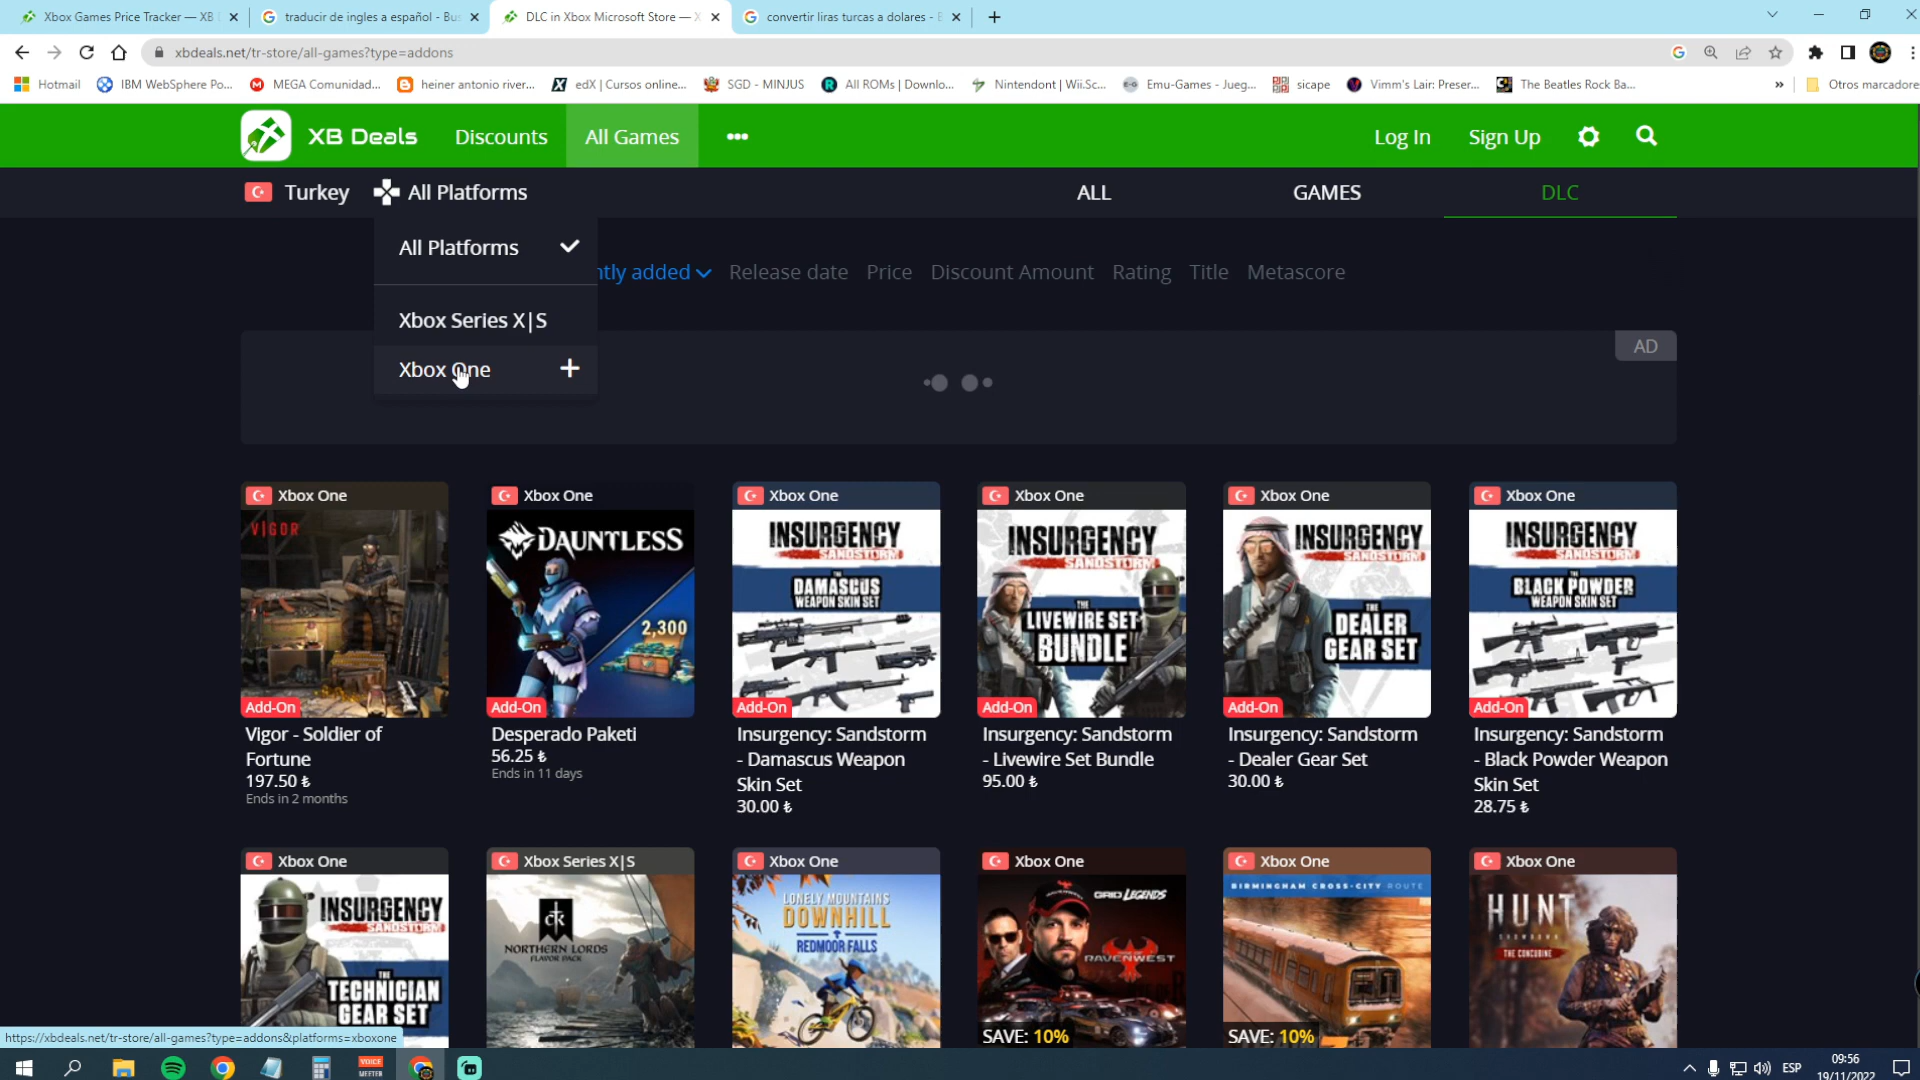 Xbox Games Price Tracker — XB
traducir de ingles a español - Bu
DLC in Xbox Microsoft Store — X
convertir liras turcas a dolares -
xbdeals.net/tr-store/all-games?type=addons
Hotmail
IBM WebSphere Po...
MEGA Comunidad...
heiner antonio river...
edX | Cursos online...
SGD - MINJUS
All ROMs | Downlo...
Nintendont | Wii.Sc...
Emu-Games - Jueg...
sicape
Vimm's Lair: Preser...
The Beatles Rock Ba...
»
Otros marcadore
XB Deals
Discounts
All Games
•••
Log In
Sign Up
Turkey
All Platforms
ALL
GAMES
DLC
All Platforms
ntly added
Release date
Price
Discount Amount
Rating
Title
Metascore
Xbox Series X|S
Xbox One
AD
Xbox One
Xbox One
Xbox One
Xbox One
Xbox One
Xbox One
VIGOR
DAUNTLESS
2,300
INSURGENCY
SANDSTORM
THE
DAMASCUS
WEAPON SKIN SET
INSURGENCY
SANDSTORM
THE
LIVEWIRE SET
BUNDLE
INSURGENCY
SANDSTORM
THE
DEALER
GEAR SET
INSURGENCY
SANDSTORM
THE
BLACK POWDER
WEAPON SKIN SET
Add-On
Add-On
Add-On
Add-On
Add-On
Add-On
Vigor - Soldier of
Fortune
197.50 ₺
Ends in 2 months
Desperado Paketi
56.25 ₺
Ends in 11 days
Insurgency: Sandstorm
- Damascus Weapon
Skin Set
30.00 ₺
Insurgency: Sandstorm
- Livewire Set Bundle
95.00 ₺
Insurgency: Sandstorm
- Dealer Gear Set
30.00 ₺
Insurgency: Sandstorm
- Black Powder Weapon
Skin Set
28.75 ₺
Xbox One
Xbox Series X|S
Xbox One
Xbox One
Xbox One
Xbox One
INSURGENCY
SANDSTORM
THE
TECHNICIAN
GEAR SET
CK
NORTHERN LORDS
FLAVOR PACK
LONELY MOUNTAINS
DOWNHILL
REDMOOR FALLS
GRID LEGENDS
RAVENWEST
SAVE: 10%
BIRMINGHAM CROSS-CITY ROUTE
SAVE: 10%
HUNT
SHOWDOWN
THE CONCUBINE
https://xbdeals.net/tr-store/all-games?type=addons&platforms=xboxone
VOICE
MEETER
ESP
09:56
19/11/2022